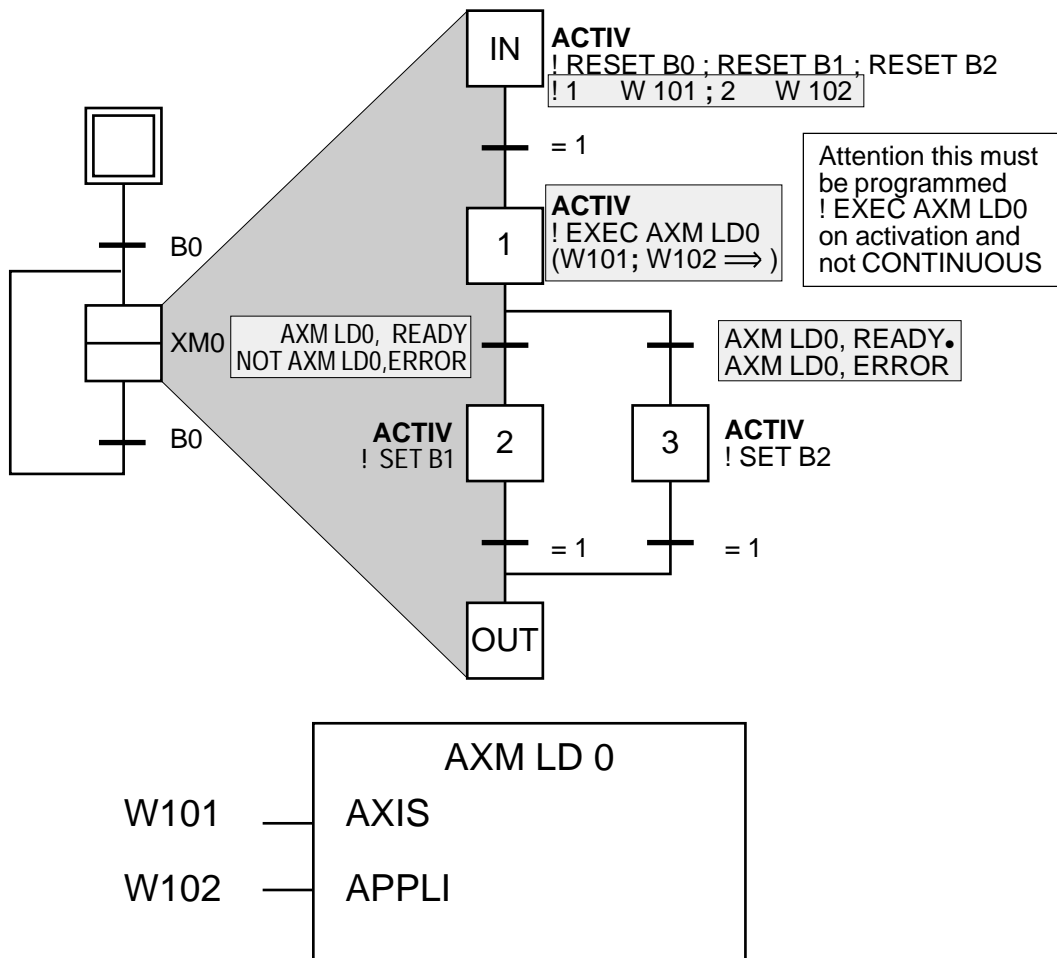 IN
ACTIV
! RESET B0 ; RESET B1 ; RESET B2
! 1 W 101 ; 2 W 102
= 1
Attention this must
be programmed
! EXEC AXM LD0
on activation and
not CONTINUOUS
1
ACTIV
! EXEC AXM LD0
(W101; W102 ⟹ )
B0
XM0
AXM LD0, READY
NOT AXM LD0,ERROR
AXM LD0, READY•
AXM LD0, ERROR
B0
ACTIV
! SET B1
2
3
ACTIV
! SET B2
= 1
= 1
OUT
AXM LD 0
W101
AXIS
W102
APPLI